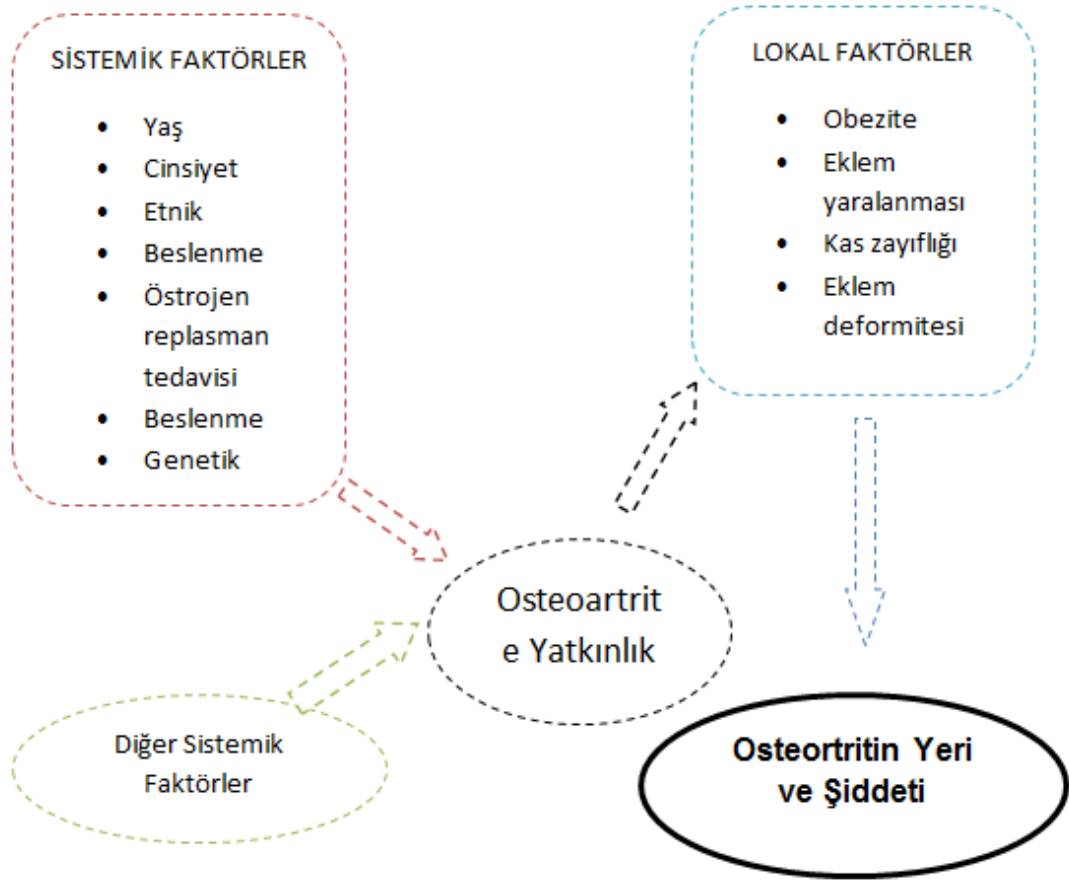 SİSTEMİK FAKTÖRLER
• Yaş
• Cinsiyet
• Etnik
• Beslenme
• Östrojen
replasman
tedavisi
• Beslenme
• Genetik
LOKAL FAKTÖRLER
• Obezite
• Eklem
yaralanması
• Kas zayıflığı
• Eklem
deformitesi
Osteoartrit
e Yatkınlık
Diğer Sistemik
Faktörler
Osteortritin Yeri
ve Şiddeti